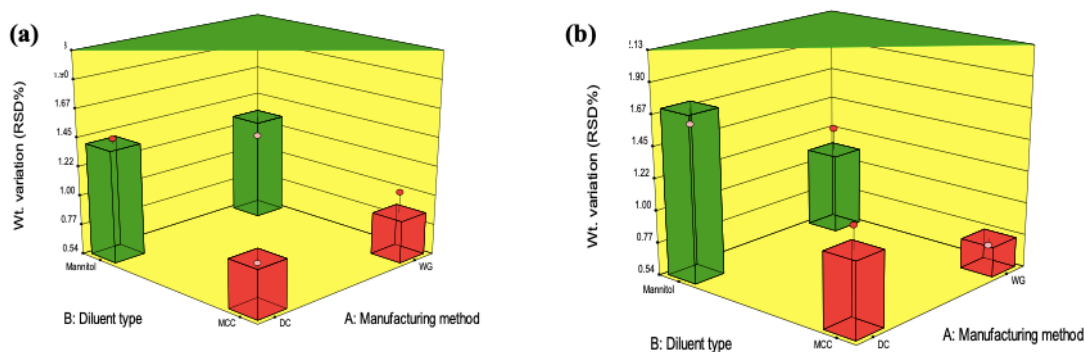 (a)
1.90
1.67
1.45
1.22
1.00
0.77
0.54
Wt. variation (RSD%)
Mannitol
MCC
DC
WG
B: Diluent type
A: Manufacturing method
(b)
2.13
1.90
1.67
1.45
1.22
1.00
0.77
0.54
Wt. variation (RSD%)
Mannitol
MCC
DC
WG
B: Diluent type
A: Manufacturing method